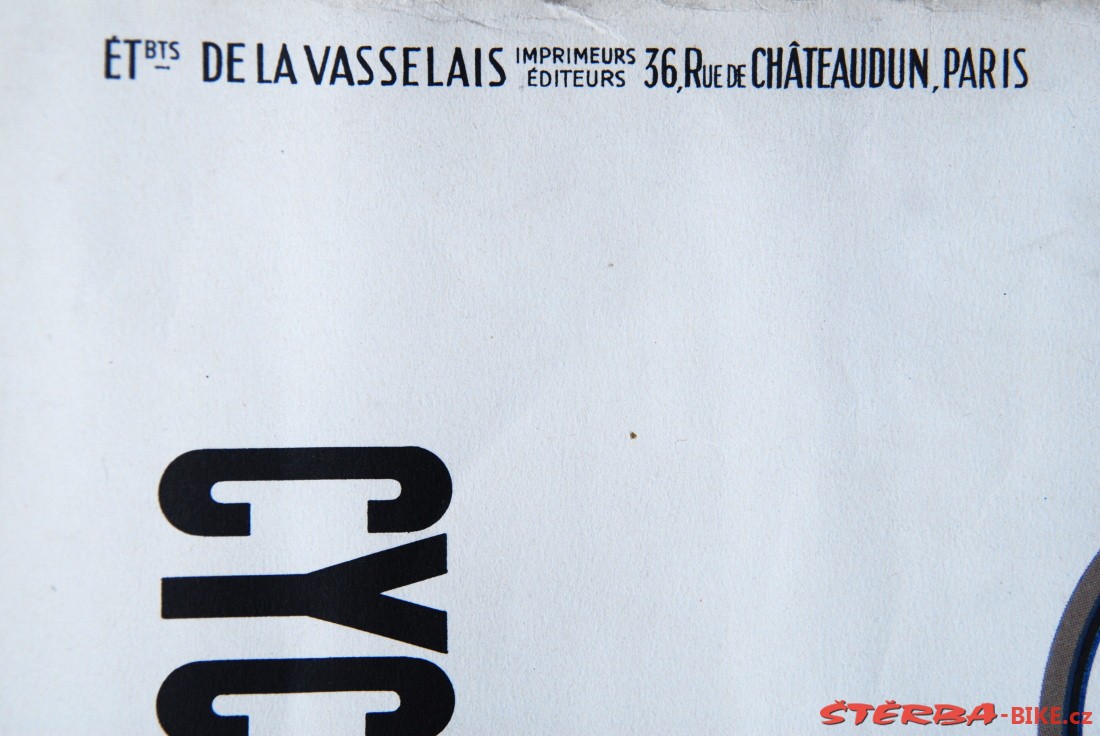 ÉTBTS DE LA VASSELAIS IMPRIMEURS ÉDITEURS 36, RUE DE CHÂTEAUDUN, PARIS
CYC
ŠTĚRBA-BIKE.cz